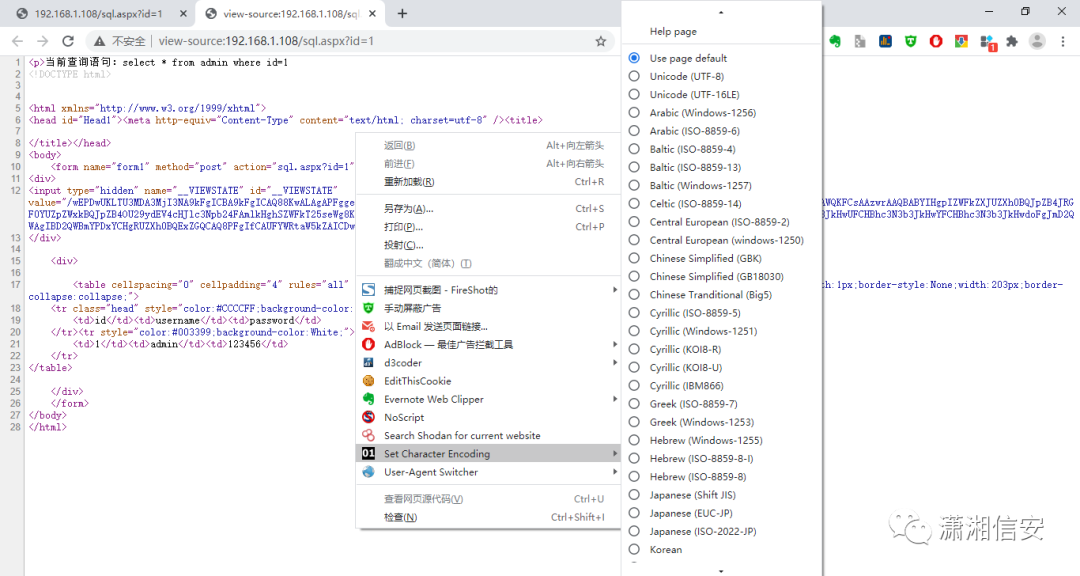 192.168.1.108/sql.aspx?id=1
view-source:192.168.1.108/sql
不安全
view-source:192.168.1.108/sql.aspx?id=1
1
1 <p>当前查询语句: select * from admin where id=1
2 <!DOCTYPE html>
3
4
5 <html xmlns="http://www.w3.org/1999/xhtml">
6 <head id="Head1"><meta http-equiv="Content-Type" content="text/html; charset=utf-8" /><title>
7
8 </title></head>
9 <body>
10 <form name="form1" method="post" action="sql.aspx?id=1"
11 <div>
12 <input type="hidden" name="__VIEWSTATE" id="__VIEWSTATE"
13 </div>
14
15 <div>
16
17 <table cellspacing="0" cellpadding="4" rules="all"
th:1px;border-style:None;width:203px;border-
collapse:collapse;">
18 <tr class="head" style="color:#CCCCFF;background-color:
19 <td>id</td><td>username</td><td>password</td>
20 </tr><tr style="color:#003399;background-color:White;">
21 <td>1</td><td>admin</td><td>123456</td>
22 </tr>
23 </table>
24
25 </div>
26 </form>
27 </body>
28 </html>
返回(B) Alt+向左箭头
前进(F) Alt+向右箭头
重新加载(R) Ctrl+R
另存为(A)... Ctrl+S
打印(P)... Ctrl+P
投射(C)...
翻成中文（简体）(T)
捕捉网页截图 - FireShot的
手动屏蔽广告
以 Email 发送页面链接...
AdBlock — 最佳广告拦截工具
d3coder
EditThisCookie
Evernote Web Clipper
NoScript
Search Shodan for current website
01 Set Character Encoding
User-Agent Switcher
查看网页源代码(V) Ctrl+U
检查(N) Ctrl+Shift+I
Help page
Use page default
Unicode (UTF-8)
Unicode (UTF-16LE)
Arabic (Windows-1256)
Arabic (ISO-8859-6)
Baltic (ISO-8859-4)
Baltic (ISO-8859-13)
Baltic (Windows-1257)
Celtic (ISO-8859-14)
Central European (ISO-8859-2)
Central European (windows-1250)
Chinese Simplified (GBK)
Chinese Simplified (GB18030)
Chinese Tranditional (Big5)
Cyrillic (ISO-8859-5)
Cyrillic (Windows-1251)
Cyrillic (KOI8-R)
Cyrillic (KOI8-U)
Cyrillic (IBM866)
Greek (ISO-8859-7)
Greek (Windows-1253)
Hebrew (Windows-1255)
Hebrew (ISO-8859-8-I)
Hebrew (ISO-8859-8)
Japanese (Shift JIS)
Japanese (EUC-JP)
Japanese (ISO-2022-JP)
Korean
潇湘信安